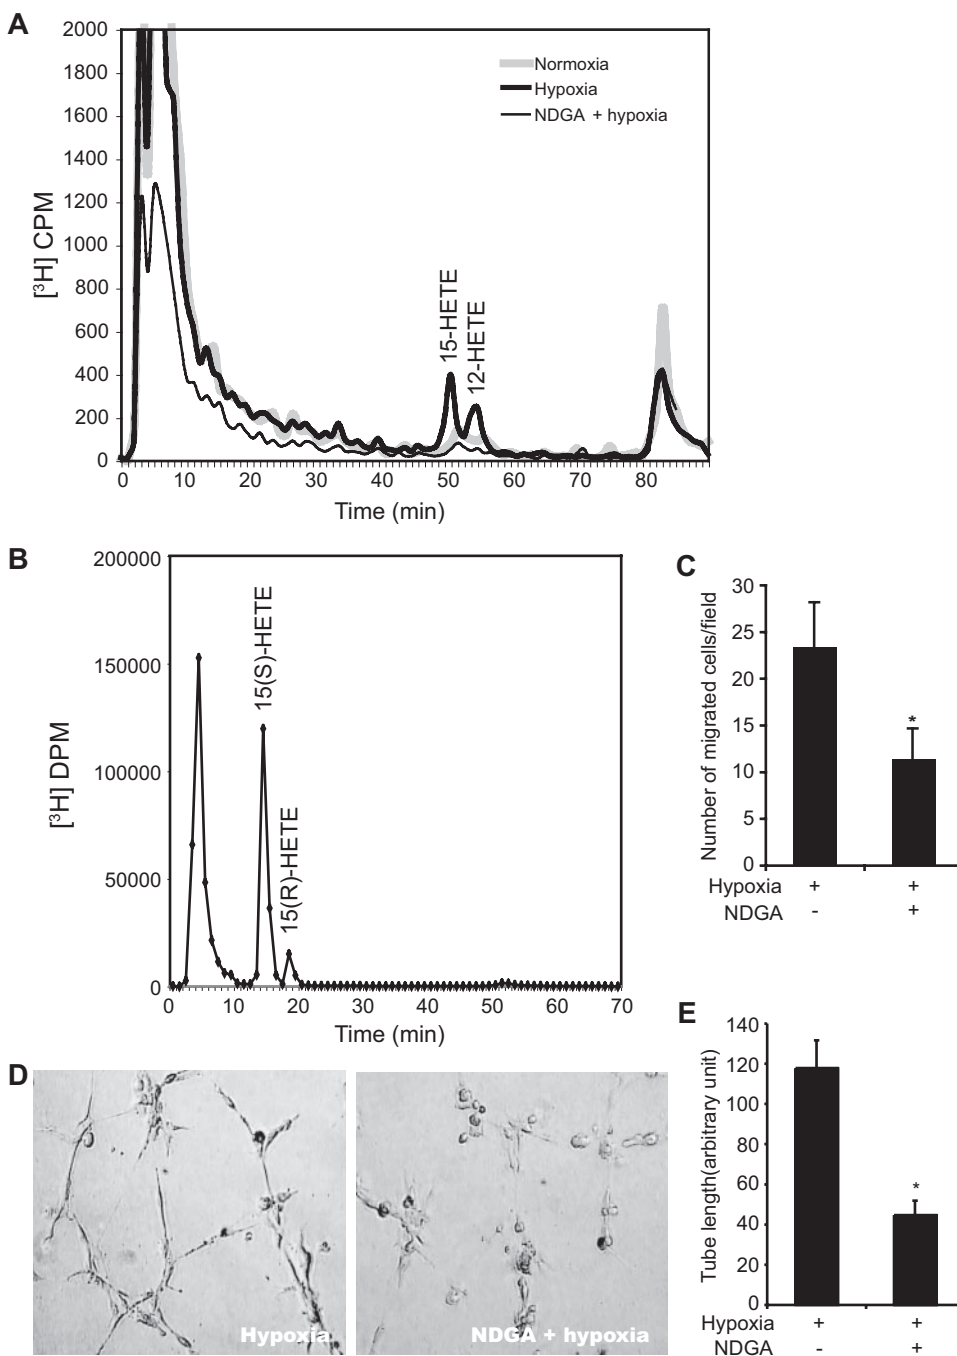 A
2000
1800
1600
1400
1200
1000
800
600
400
200
0
[³H] CPM
Normoxia
Hypoxia
NDGA + hypoxia
15-HETE
12-HETE
0 10 20 30 40 50 60 70 80
Time (min)
B
200000
150000
100000
50000
0
[³H] DPM
15(S)-HETE
15(R)-HETE
0 10 20 30 40 50 60 70
Time (min)
C
30
25
20
15
10
5
0
Number of migrated cells/field
*
Hypoxia + +
NDGA - +
D
Hypoxia
NDGA + hypoxia
E
140
120
100
80
60
40
20
0
Tube length(arbitrary unit)
*
Hypoxia + +
NDGA - +